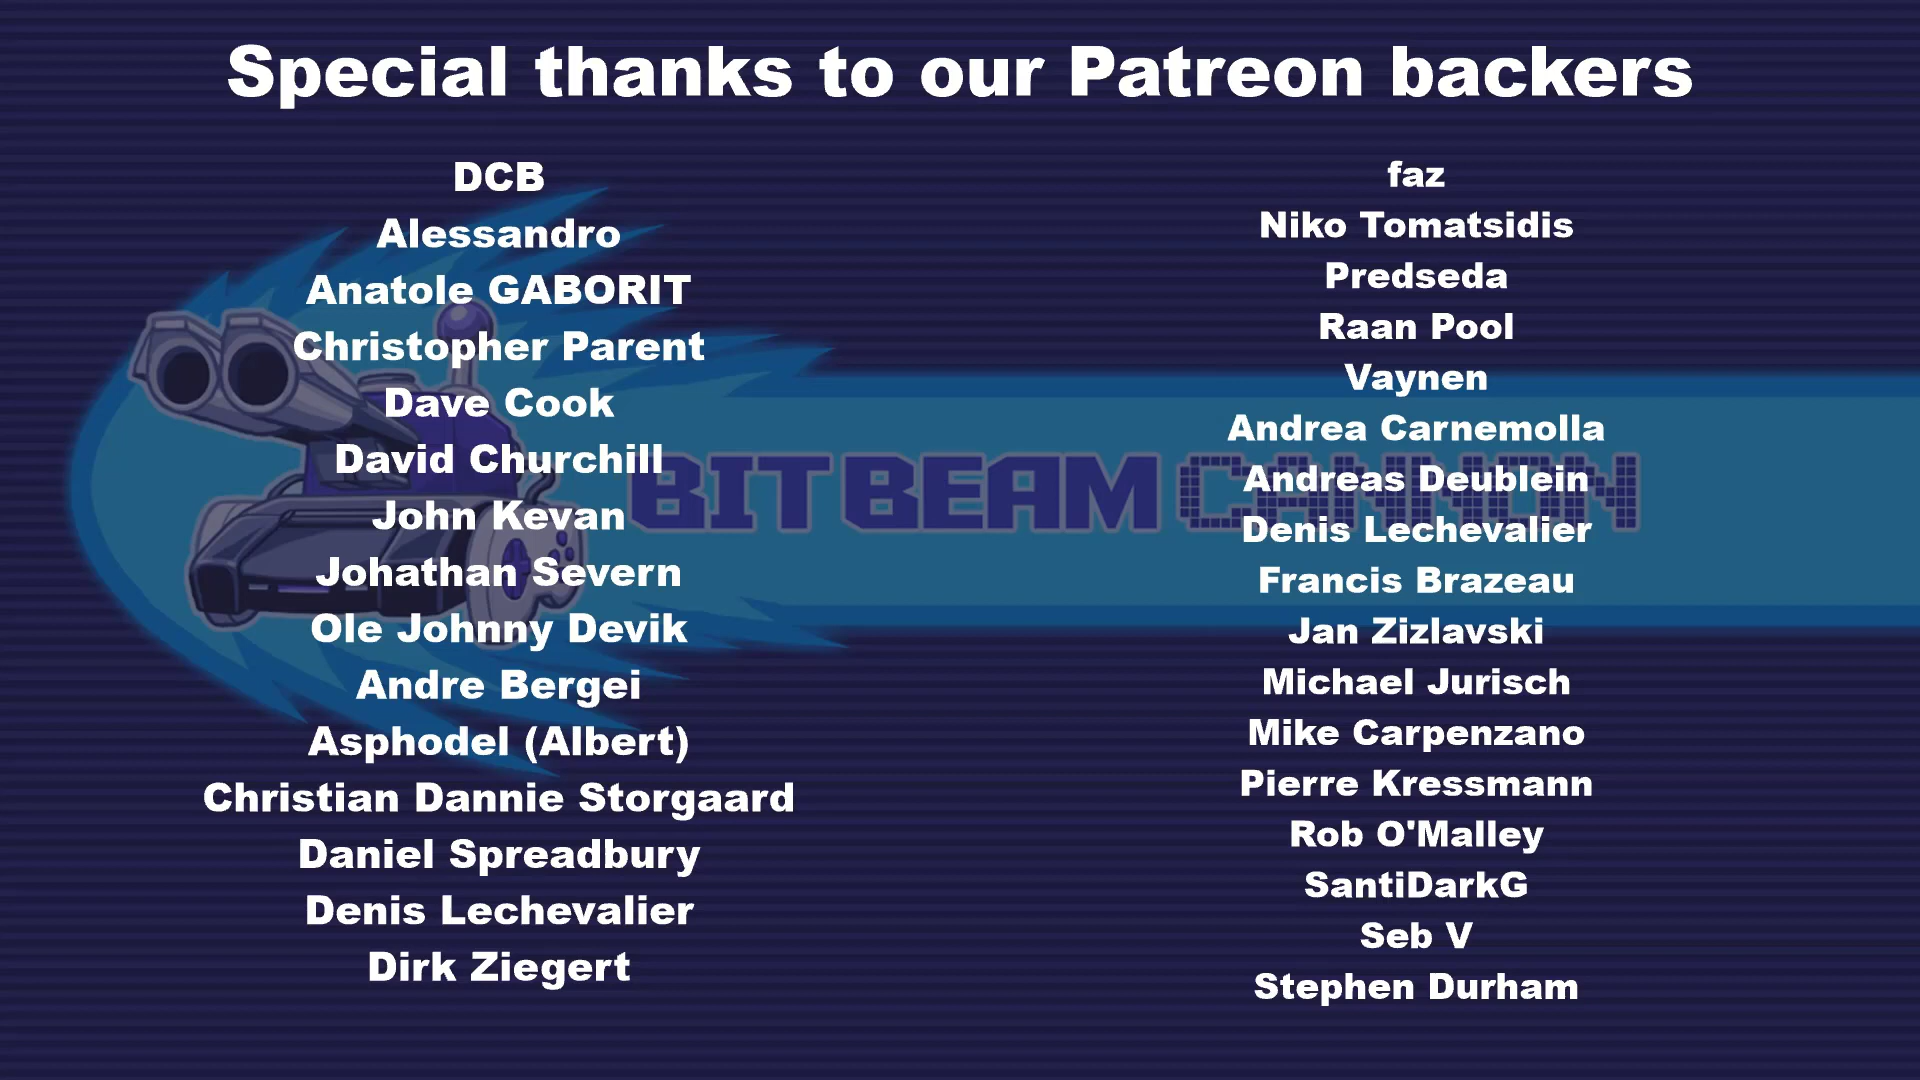 Special thanks to our Patreon backers
DCB
Alessandro
Anatole GABORIT
Christopher Parent
Dave Cook
David Churchill
John Kevan
Johathan Severn
Ole Johnny Devik
Andre Bergei
Asphodel (Albert)
Christian Dannie Storgaard
Daniel Spreadbury
Denis Lechevalier
Dirk Ziegert
faz
Niko Tomatsidis
Predseda
Raan Pool
Vaynen
Andrea Carnemolla
Andreas Deublein
Denis Lechevalier
Francis Brazeau
Jan Zizlavski
Michael Jurisch
Mike Carpenzano
Pierre Kressmann
Rob O'Malley
SantiDarkG
Seb V
Stephen Durham
BIT BEAM CANNON